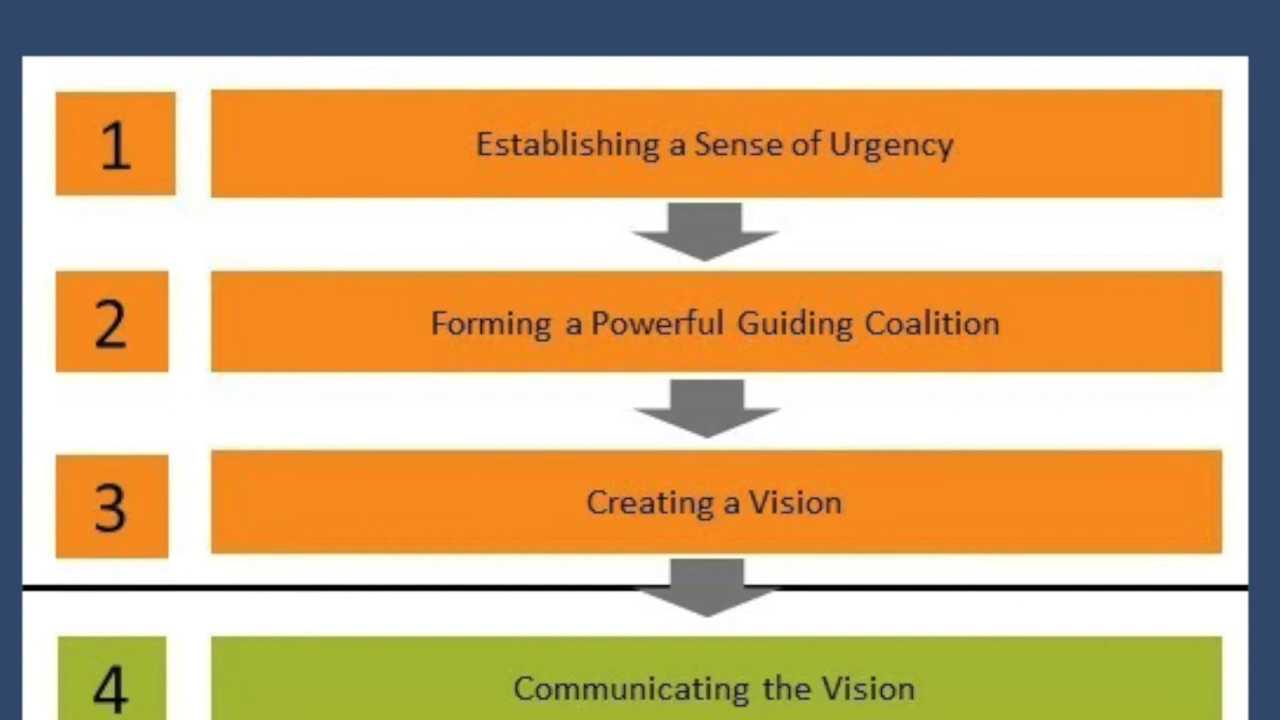 1
Establishing a Sense of Urgency
2
Forming a Powerful Guiding Coalition
3
Creating a Vision
4
Communicating the Vision